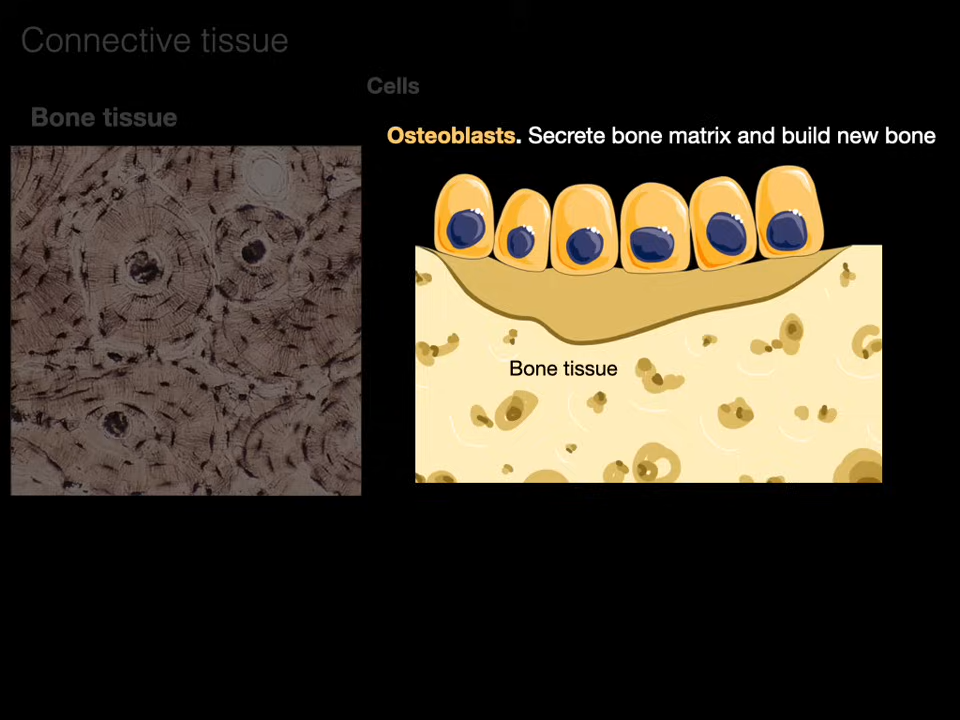 Connective tissue
Cells
Bone tissue
Osteoblasts. Secrete bone matrix and build new bone
Bone tissue